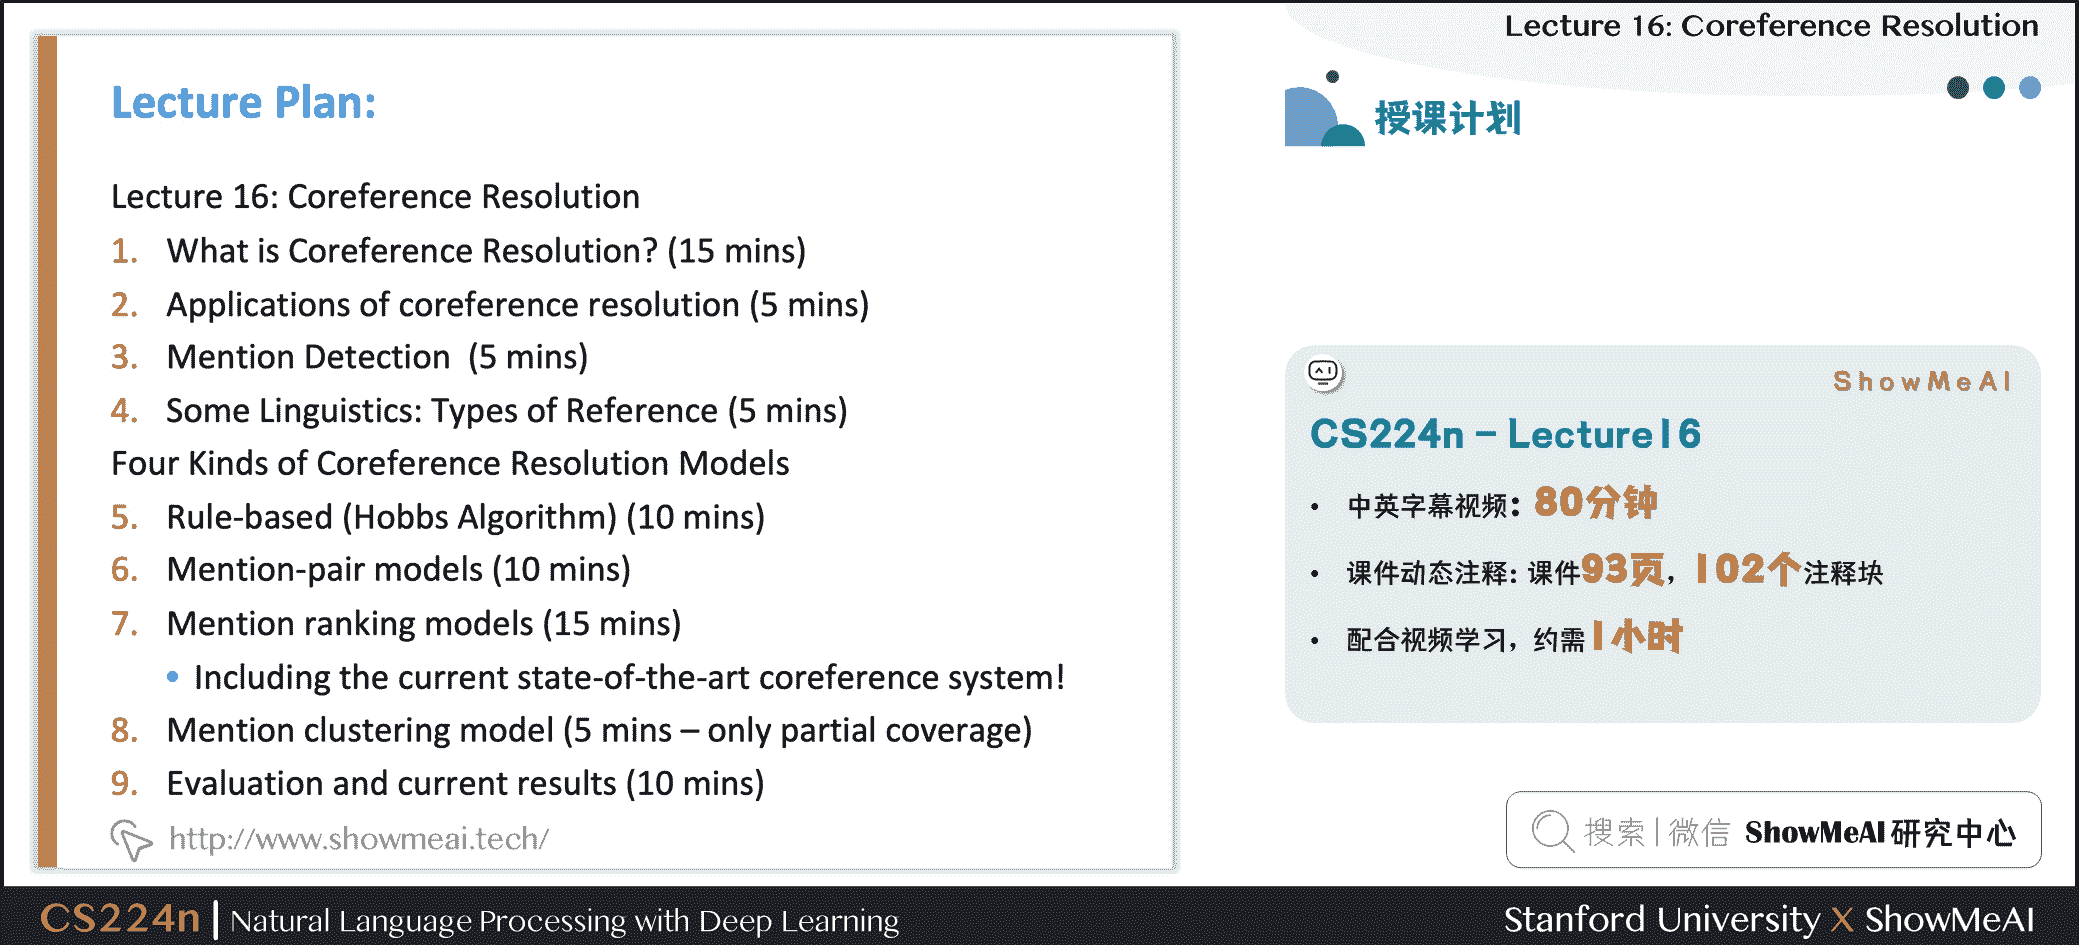 Lecture 16: Coreference Resolution
Lecture Plan:
Lecture 16: Coreference Resolution
1. What is Coreference Resolution? (15 mins)
2. Applications of coreference resolution (5 mins)
3. Mention Detection (5 mins)
4. Some Linguistics: Types of Reference (5 mins)
Four Kinds of Coreference Resolution Models
5. Rule-based (Hobbs Algorithm) (10 mins)
6. Mention-pair models (10 mins)
7. Mention ranking models (15 mins)
• Including the current state-of-the-art coreference system!
8. Mention clustering model (5 mins – only partial coverage)
9. Evaluation and current results (10 mins)
http://www.showmeai.tech/
授课计划
ShowMeAI
CS224n – Lecture16
• 中英字幕视频：80分钟
• 课件动态注释: 课件93页，102个注释块
• 配合视频学习，约需1小时
搜索|微信 ShowMeAI研究中心
CS224n | Natural Language Processing with Deep Learning
Stanford University X ShowMeAI